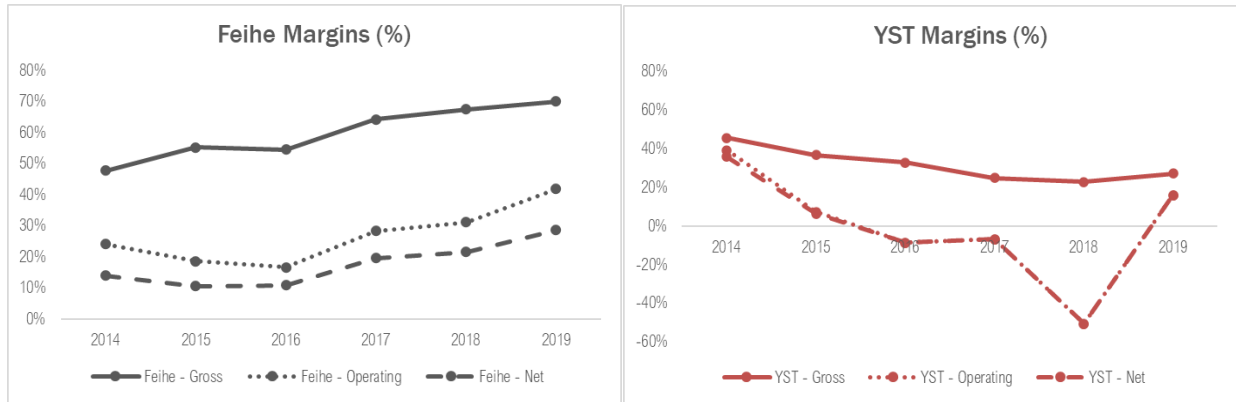 Feihe Margins (%)
80%
70%
60%
50%
40%
30%
20%
10%
0%
2014 2015 2016 2017 2018 2019
Feihe - Gross Feihe - Operating Feihe - Net
YST Margins (%)
80%
60%
40%
20%
0%
-20%
-40%
-60%
2014 2015 2016 2017 2018 2019
YST - Gross YST - Operating YST - Net